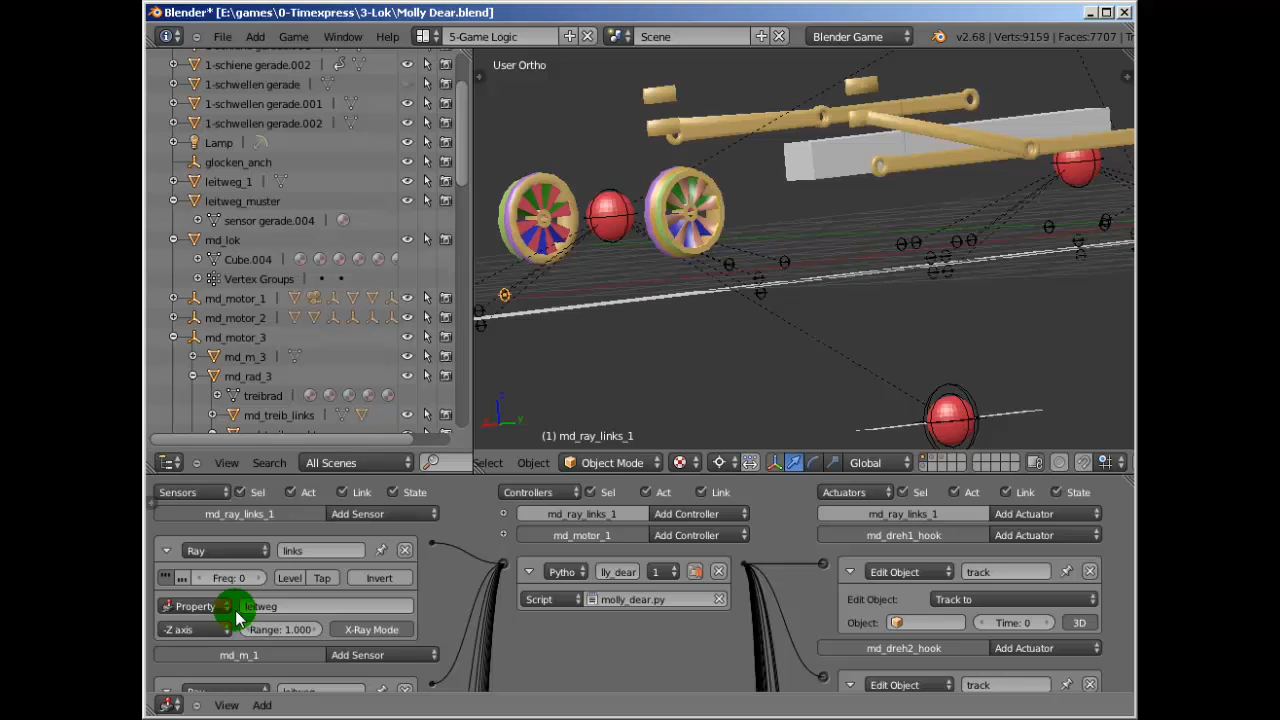 Blender* [E:\games\0-Timexpress\3-Lok\Molly Dear.blend]
File Add Game Window Help 5-Game Logic Scene Blender Game v2.68 | Verts:9159 | Faces:7707 | Tr
1-schiene gerade.002
1-schwellen gerade
1-schwellen gerade.001
1-schwellen gerade.002
Lamp
glocken_anch
leitweg_1
leitweg_muster
sensor gerade.004
md_lok
Cube.004
Vertex Groups
md_motor_1
md_motor_2
md_motor_3
md_m_3
md_rad_3
treibrad
md_treib_links
User Ortho
(1) md_ray_links_1
View Search All Scenes
Select Object Object Mode Global
Sensors Sel Act Link State
md_ray_links_1 Add Sensor
Ray links
Freq: 0 Level Tap Invert
Property leitweg
-Z axis Range: 1.000 X-Ray Mode
md_m_1 Add Sensor
Ray leitweg
Controllers Sel Act Link
md_ray_links_1 Add Controller
md_motor_1 Add Controller
Pytho lly_dear 1
Script molly_dear.py
Actuators Sel Act Link State
md_ray_links_1 Add Actuator
md_dreh1_hook Add Actuator
Edit Object track
Edit Object: Track to
Object: Time: 0 3D
md_dreh2_hook Add Actuator
Edit Object track
View Add